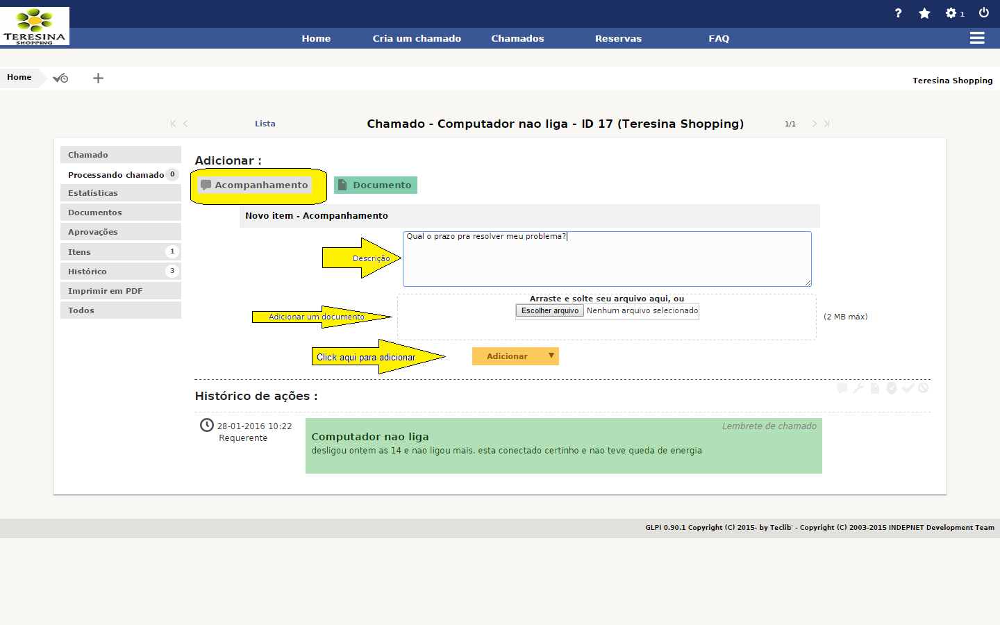 TERESINA
SHOPPING
? 1
Home Cria um chamado Chamados Reservas FAQ
Home
Teresina Shopping
Lista Chamado - Computador nao liga - ID 17 (Teresina Shopping) 1/1
Chamado
Processando chamado 0
Estatísticas
Documentos
Aprovações
Itens 1
Histórico 3
Imprimir em PDF
Todos
Adicionar :
Acompanhamento Documento
Novo item - Acompanhamento
Descrição Qual o prazo pra resolver meu problema?
Arraste e solte seu arquivo aqui, ou
Escolher arquivo Nenhum arquivo selecionado
Adicionar um documento (2 MB máx)
Click aqui para adicionar Adicionar
Histórico de ações :
28-01-2016 10:22
Requerente
Lembrete de chamado
Computador nao liga
desligou ontem as 14 e nao ligou mais. esta conectado certinho e nao teve queda de energia
GLPI 0.90.1 Copyright (C) 2015- by Teclib' - Copyright (C) 2003-2015 INDEPNET Development Team